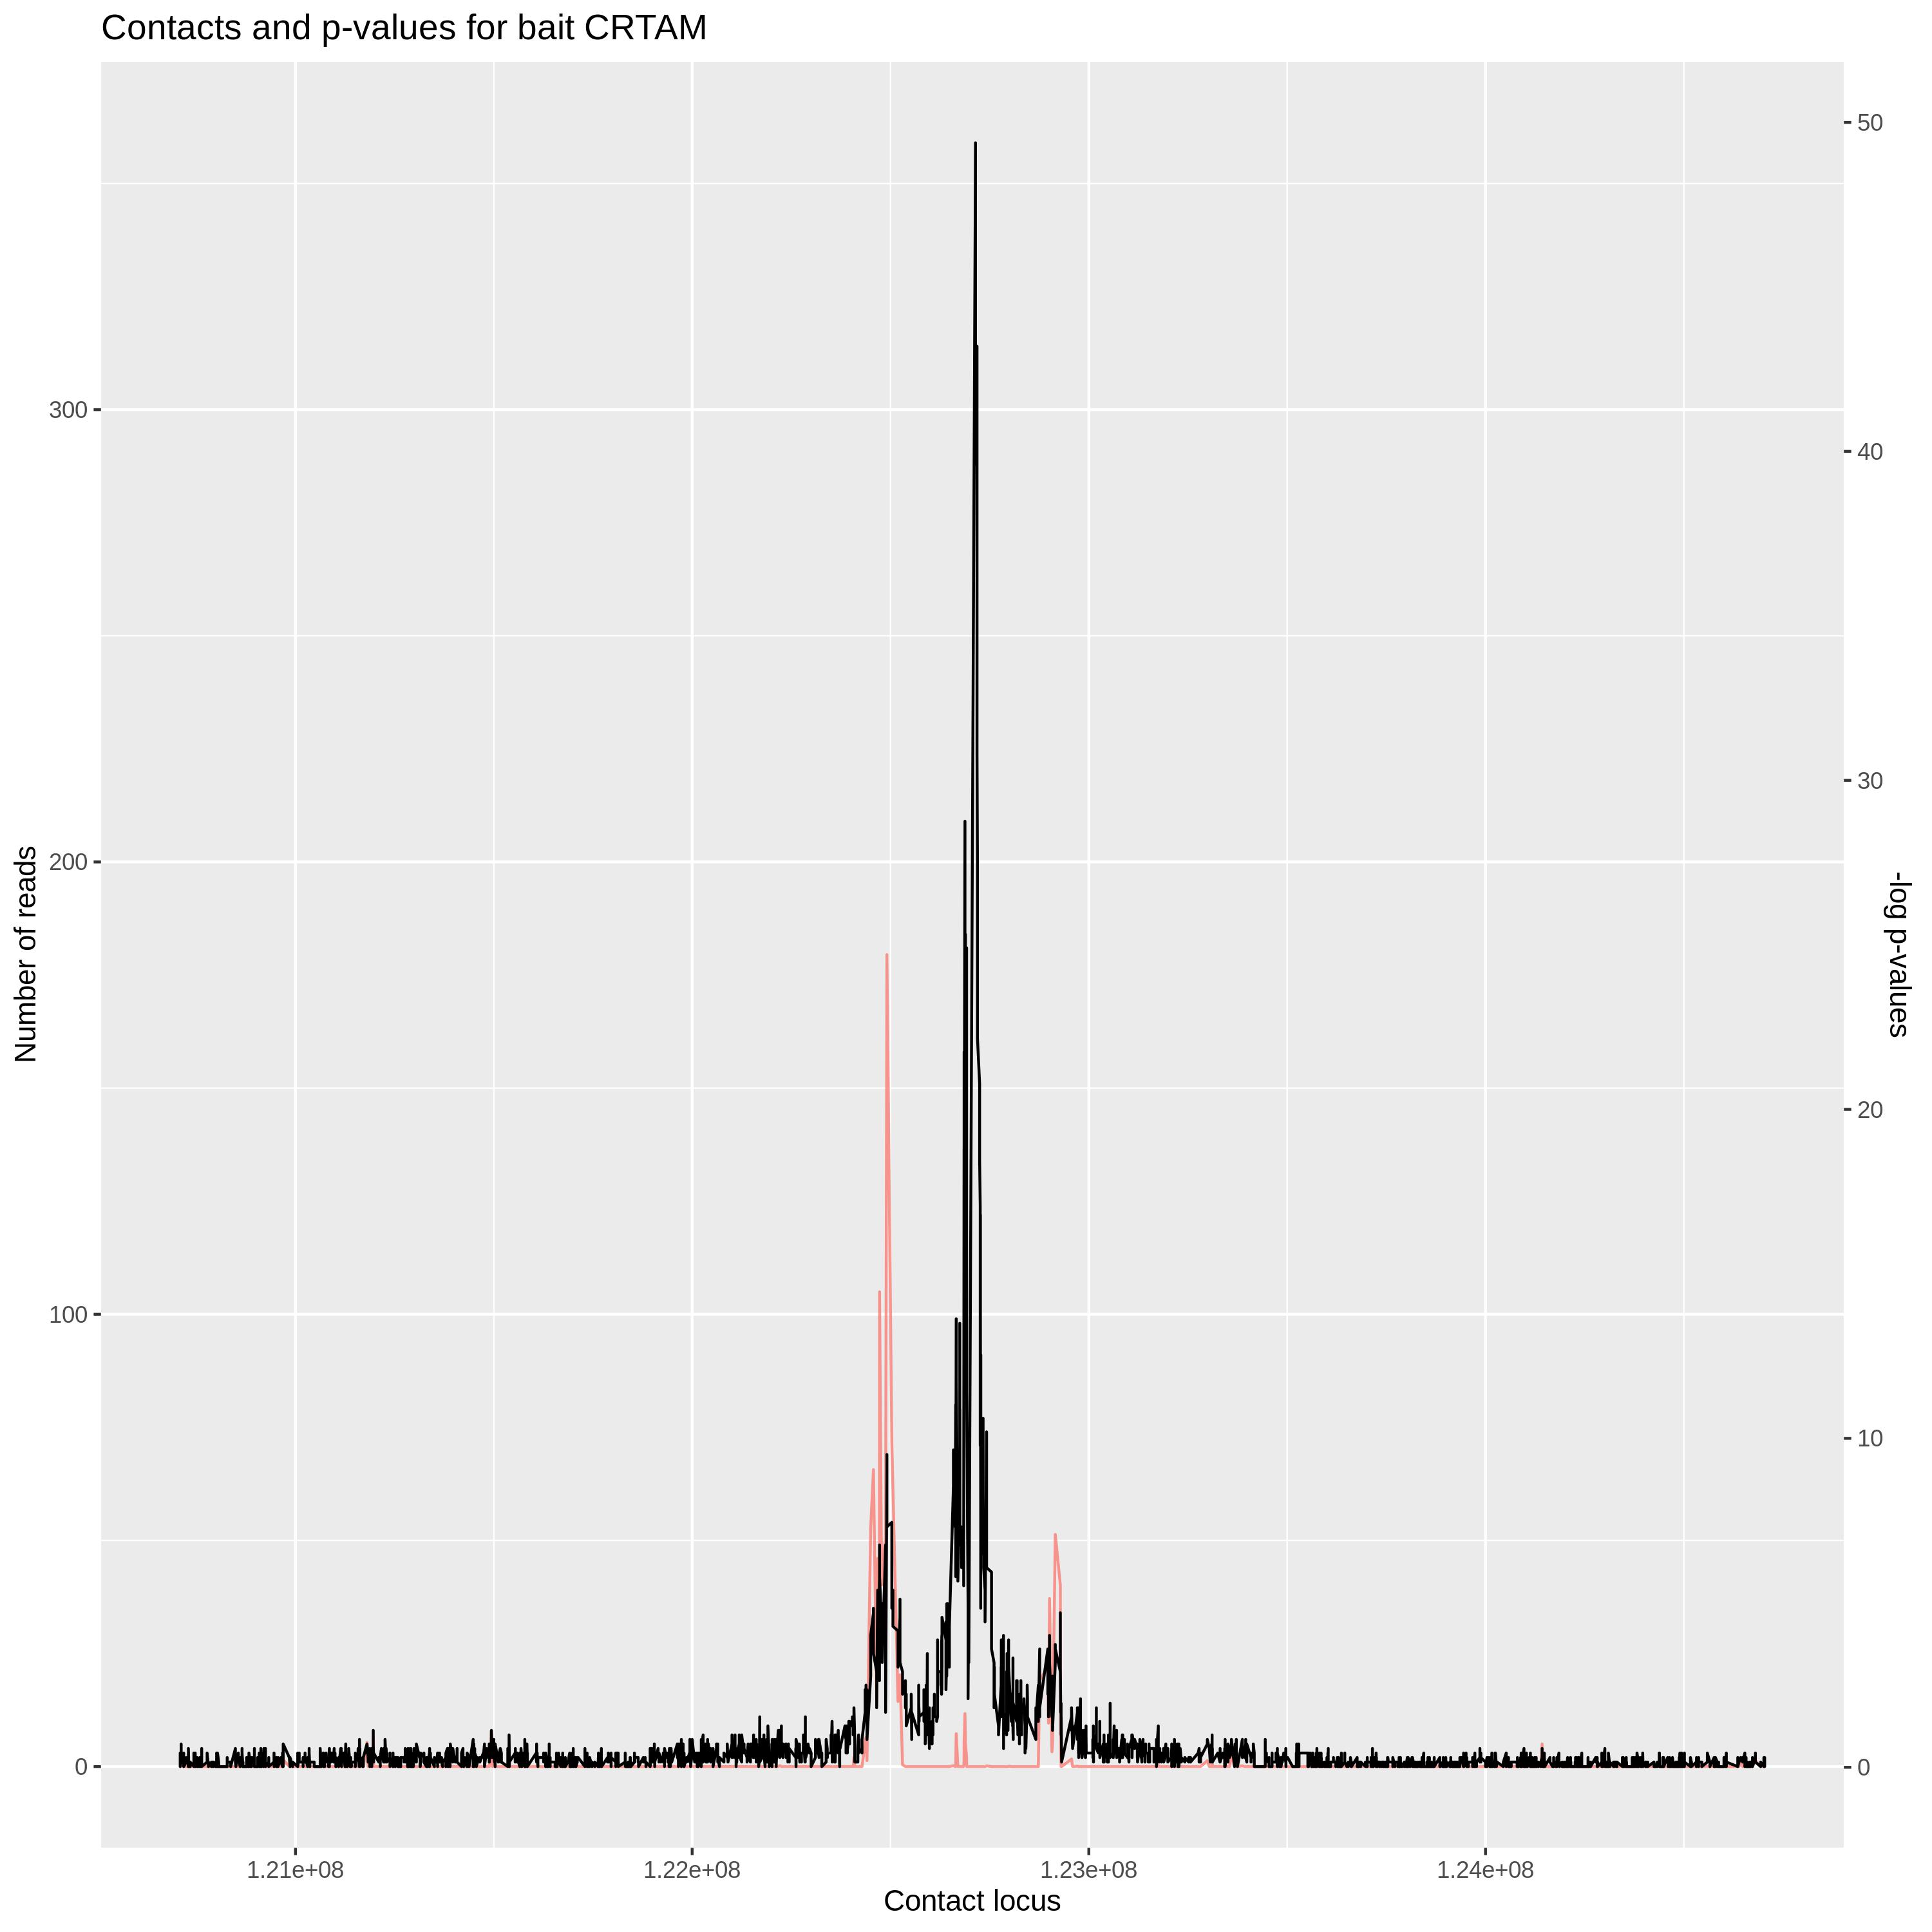 Contacts and p-values for bait CRTAM
Number of reads
300
200
100
0
50
40
30
20
10
0
-log p-values
1.21e+08
1.22e+08
1.23e+08
1.24e+08
Contact locus